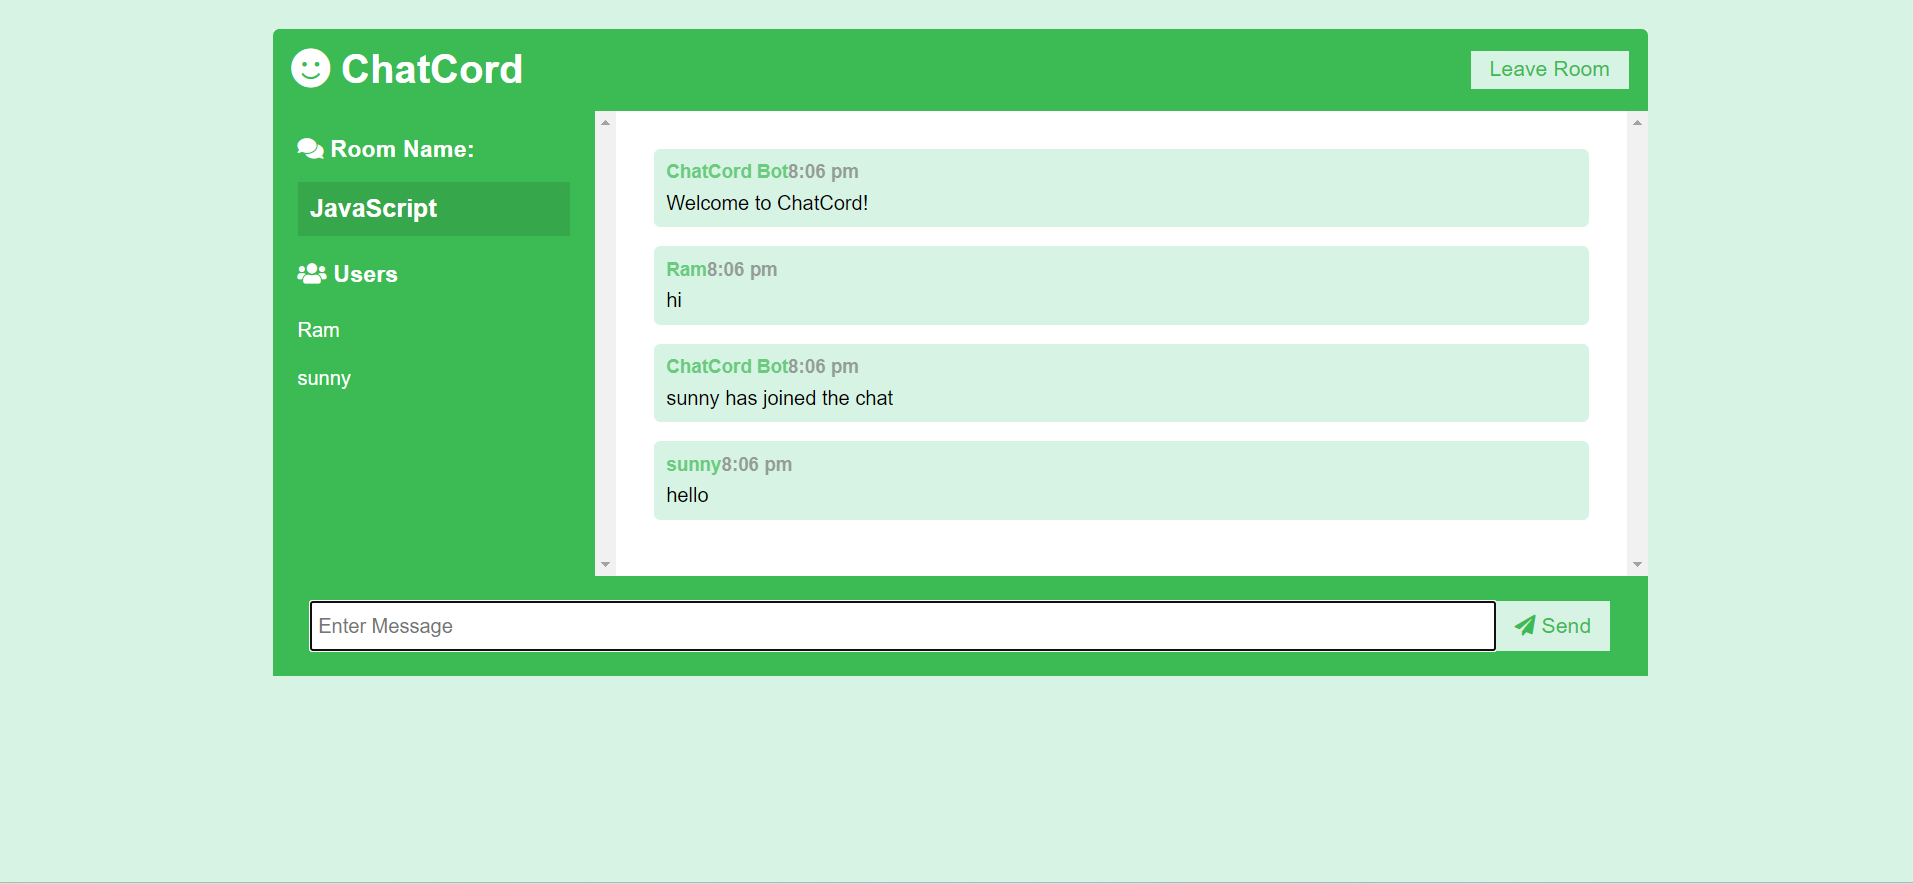 ChatCord
Leave Room
Room Name:
JavaScript
Users
Ram
sunny
ChatCord Bot8:06 pm
Welcome to ChatCord!
Ram8:06 pm
hi
ChatCord Bot8:06 pm
sunny has joined the chat
sunny8:06 pm
hello
Enter Message
Send